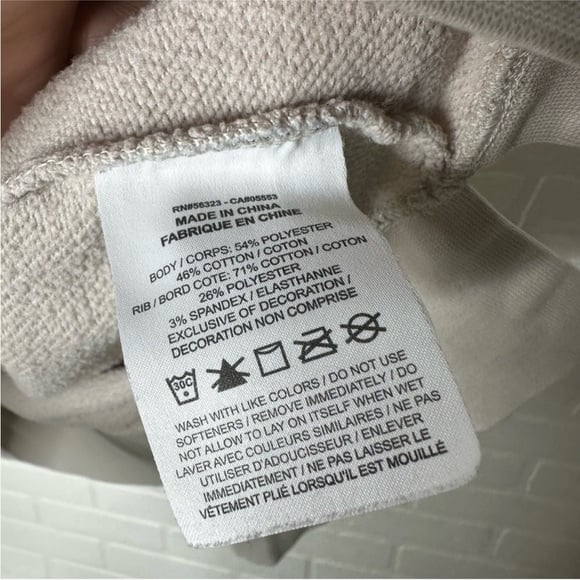 RN#56323 - CA#05553
MADE IN CHINA
FABRIQUE EN CHINE
BODY / CORPS: 54% POLYESTER
46% COTTON / COTON
RIB / BORD COTE: 71% COTTON / COTON
26% POLYESTER
3% SPANDEX / ELASTHANNE
EXCLUSIVE OF DECORATION /
DECORATION NON COMPRISE
30C
WASH WITH LIKE COLORS / DO NOT USE
SOFTENERS / REMOVE IMMEDIATELY / DO
NOT ALLOW TO LAY ON ITSELF WHEN WET
LAVER AVEC COULEURS SIMILAIRES / NE PAS
UTILISER D'ADOUCISSEUR / ENLEVER
IMMEDIATEMENT / NE PAS LAISSER LE
VÊTEMENT PLIÉ LORSQU'IL EST MOUILLÉ